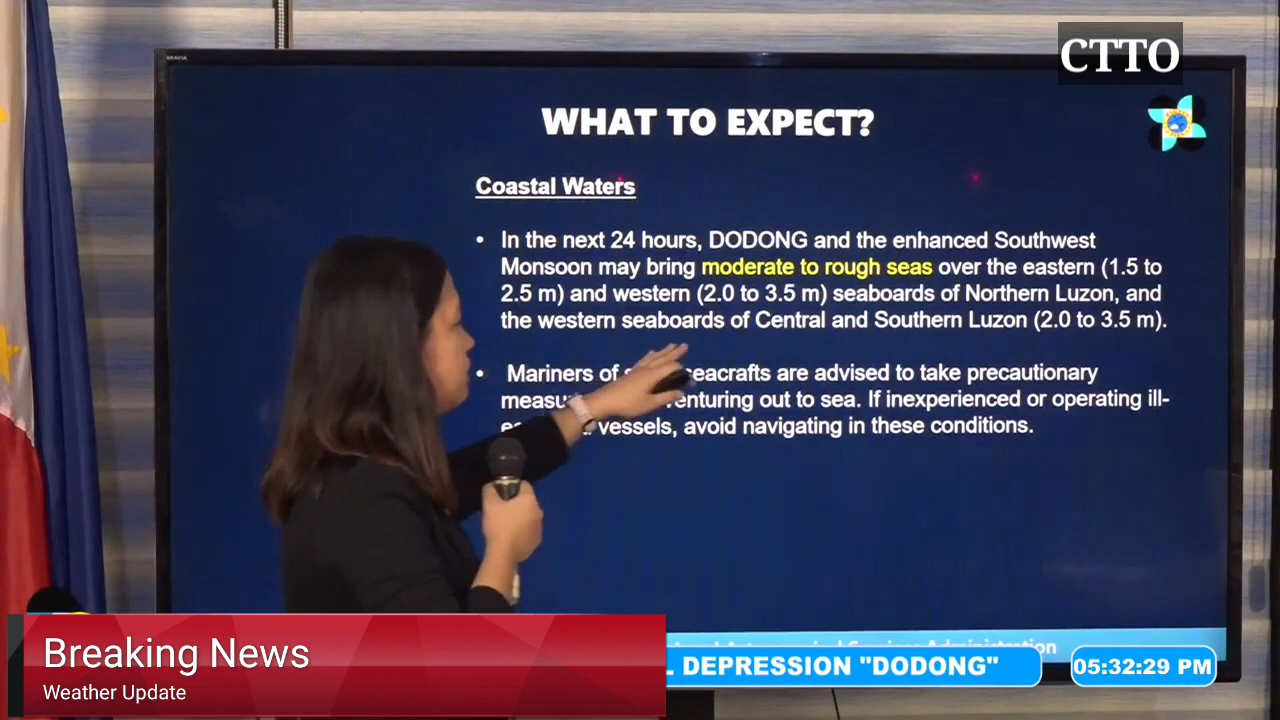 BRAVIA
CTTO
WHAT TO EXPECT?
Coastal Waters
• In the next 24 hours, DODONG and the enhanced Southwest
Monsoon may bring moderate to rough seas over the eastern (1.5 to
2.5 m) and western (2.0 to 3.5 m) seaboards of Northern Luzon, and
the western seaboards of Central and Southern Luzon (2.0 to 3.5 m).
• Mariners of seacrafts are advised to take precautionary
venturing out to sea. If inexperienced or operating ill-
vessels, avoid navigating in these conditions.
Services Administration
Breaking News
Weather Update
L DEPRESSION "DODONG"
05:32:29 PM